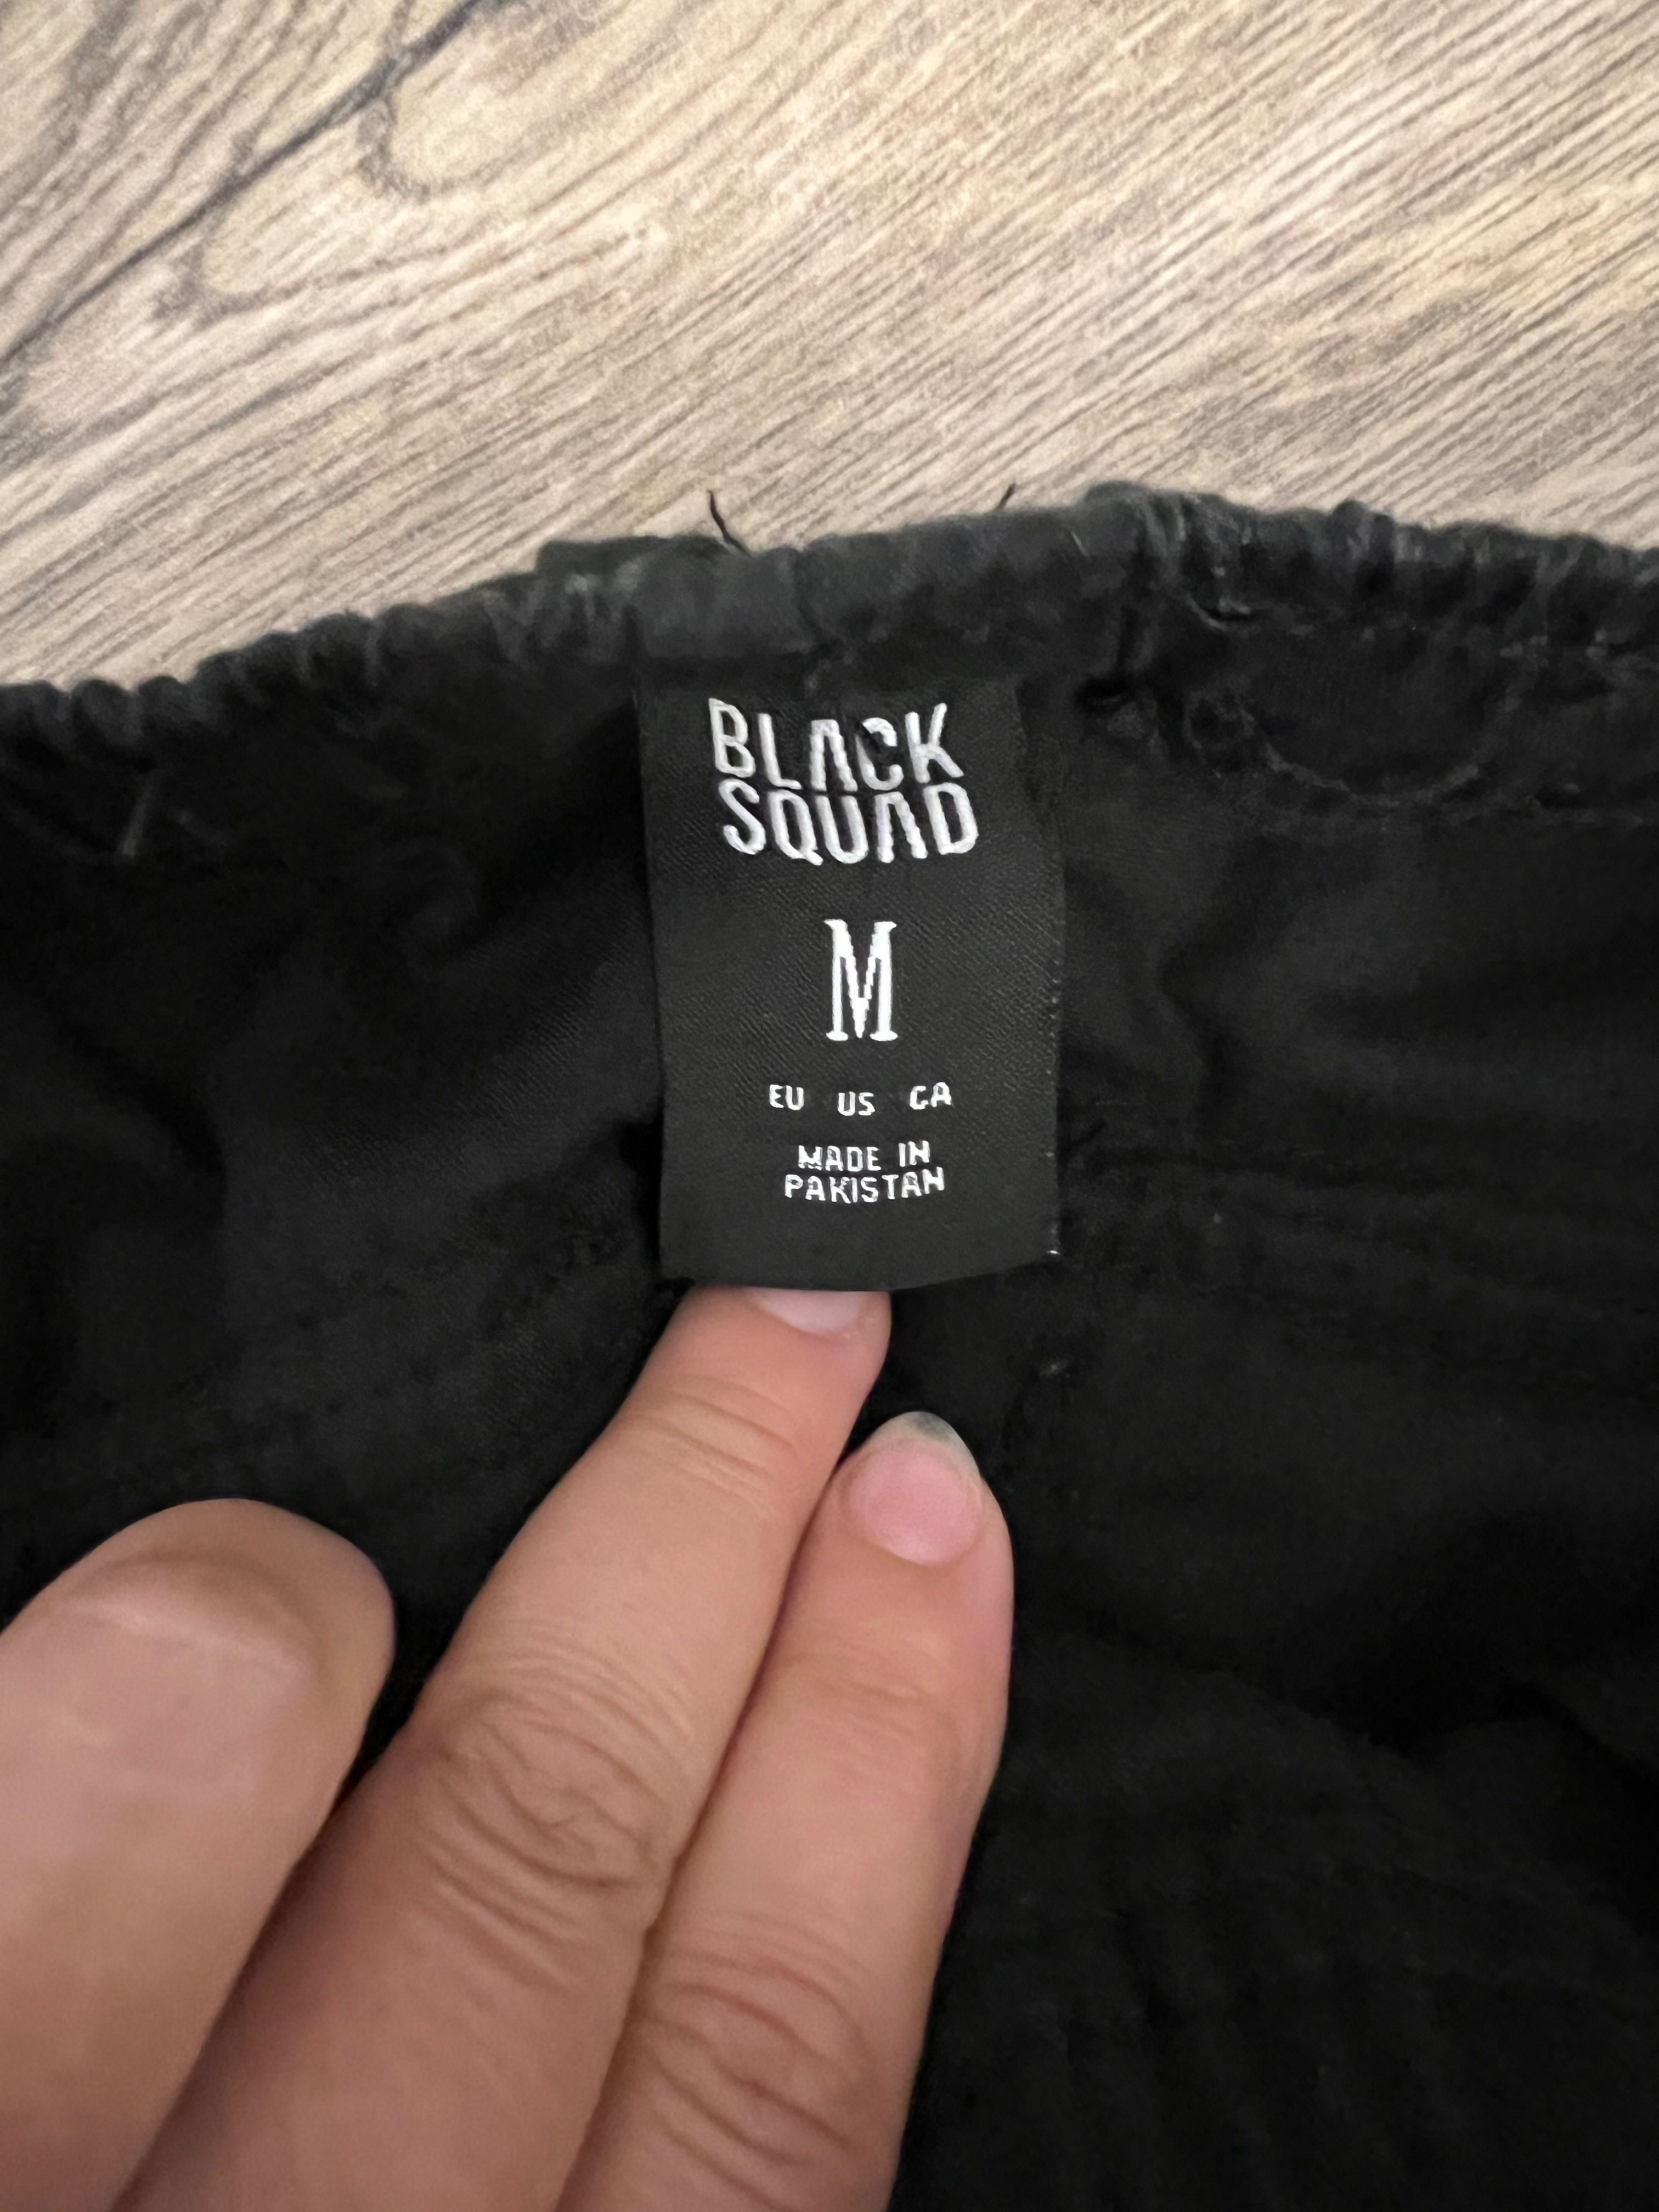 BLACK
SQUAD
M
EU US CA
MADE IN
PAKISTAN